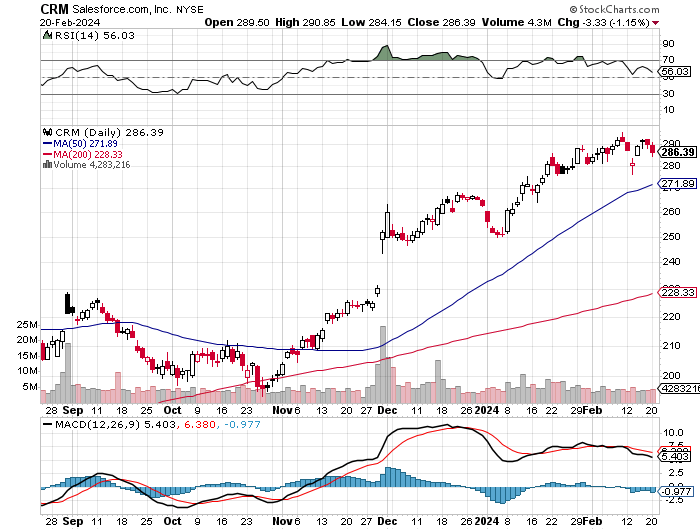 CRM Salesforce.com, Inc. NYSE © StockCharts.com
20-Feb-2024 Open 289.50 High 290.85 Low 284.15 Close 286.39 Volume 4.3M Chg -3.33 (-1.15%)
RSI(14) 56.03
90
70
56.03
50
30
10
CRM (Daily) 286.39
MA(50) 271.89
MA(200) 228.33
Volume 4,283,216
290
286.39
280
271.89
260
250
240
228.33
220
210
200
4283216
25M
20M
15M
10M
5M
28 Sep 11 18 25 Oct 9 16 23 Nov 6 13 20 27 Dec 11 18 26 2024 8 16 22 29 Feb 12 20
MACD(12,26,9) 5.403, 6.380, -0.977
10.0
7.5
6.380
5.403
2.5
0.0
-0.977
28 Sep 11 18 25 Oct 9 16 23 Nov 6 13 20 27 Dec 11 18 26 2024 8 16 22 29 Feb 12 20